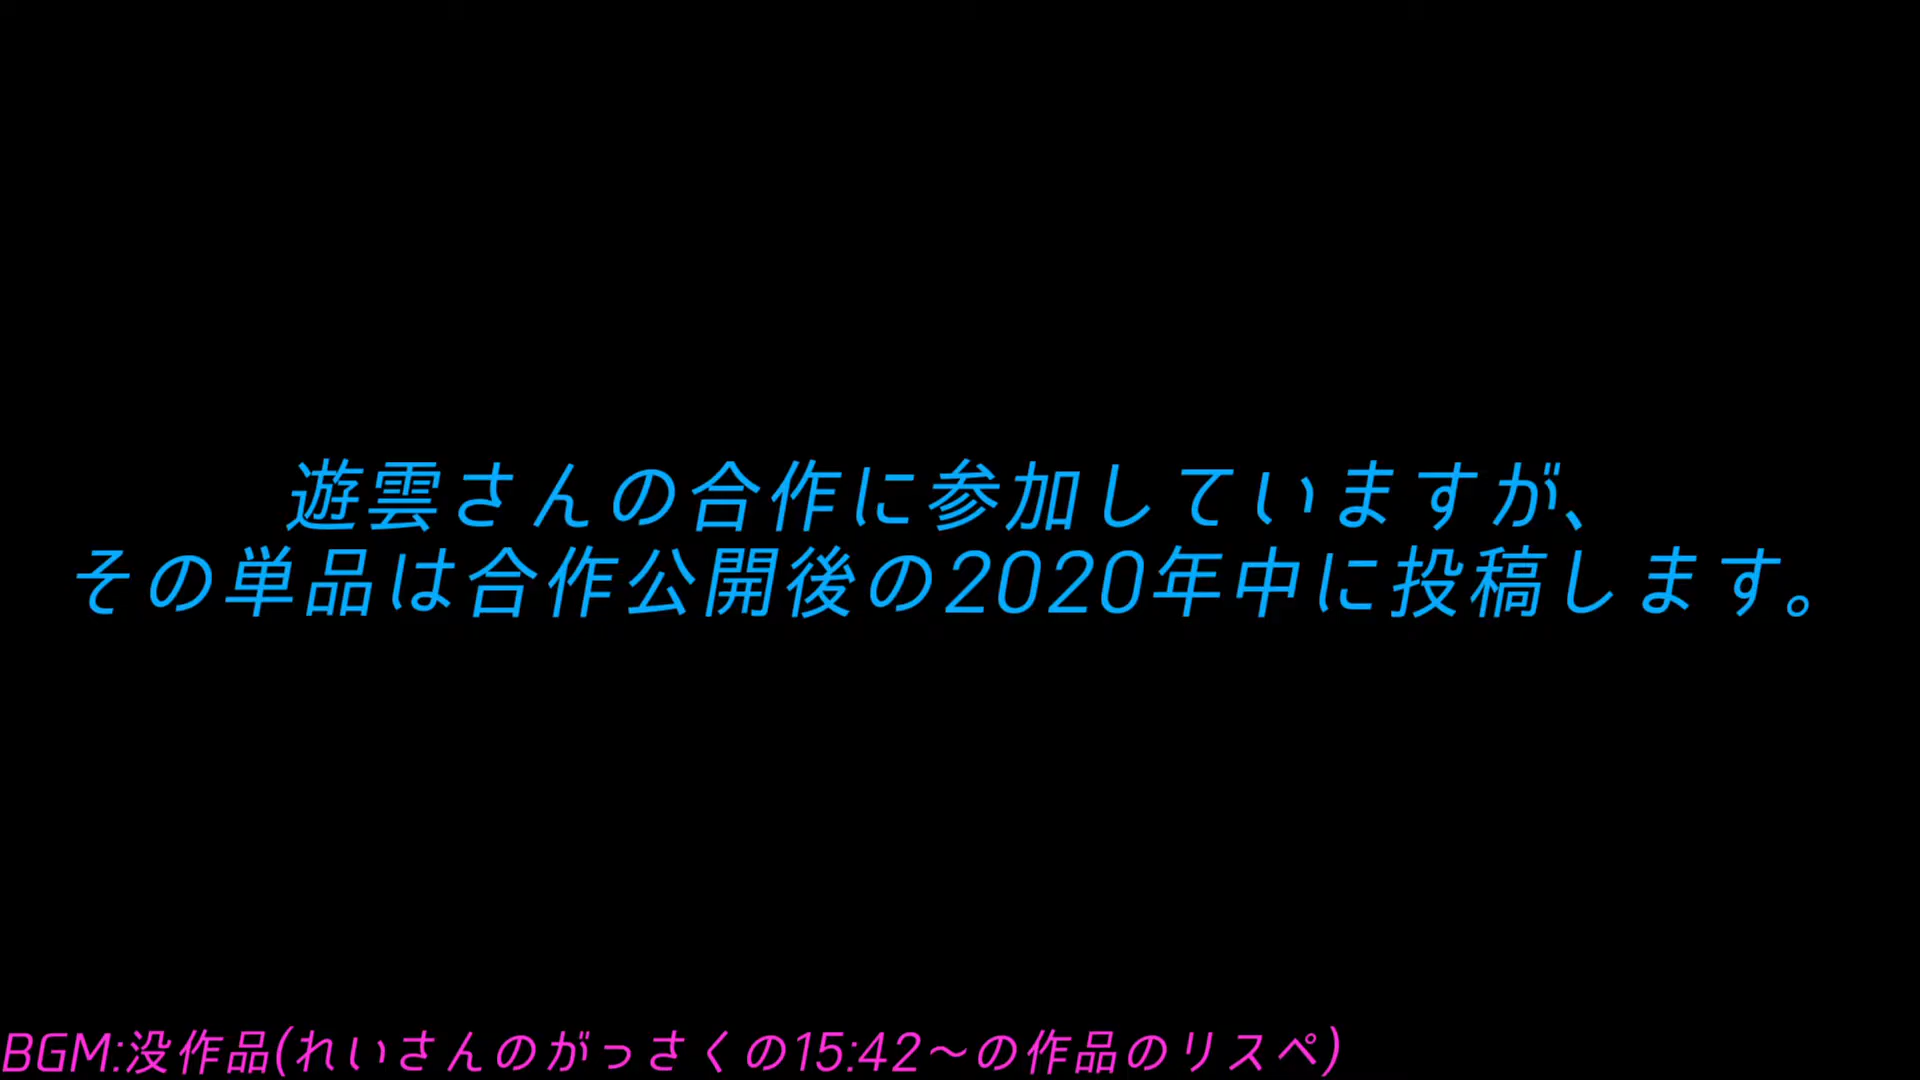 遊雲さんの合作に参加していますが、
その単品は合作公開後の2020年中に投稿します。
BGM:没作品(れいさんのがっさくの15:42～の作品のリスペ)